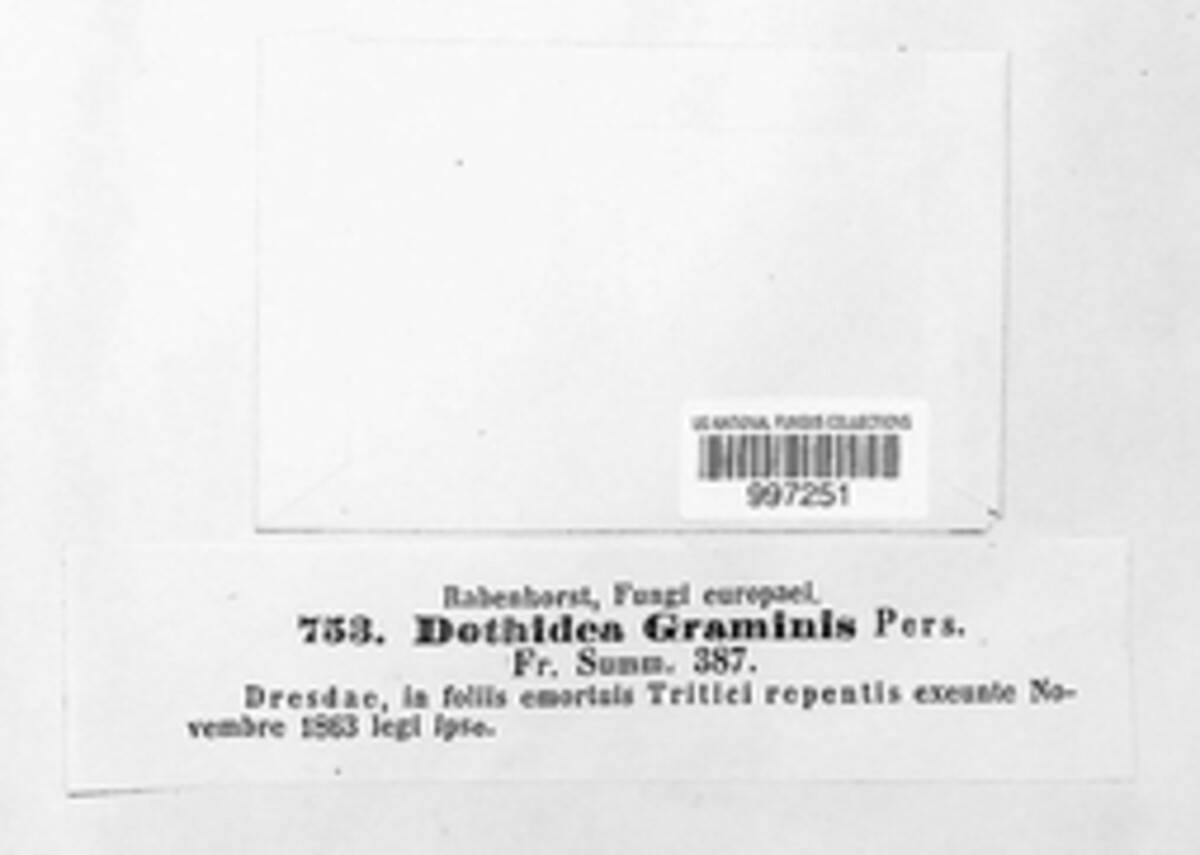 US NATIONAL FUNGUS COLLECTIONS
997251
Rabenhorst, Fungi europaei.
753. Dothidea Graminis Pers.
Fr. Summ. 387.
Dresdae, in foliis emortuis Tritici repentis exeunte No-
vembre 1863 legi ipse.